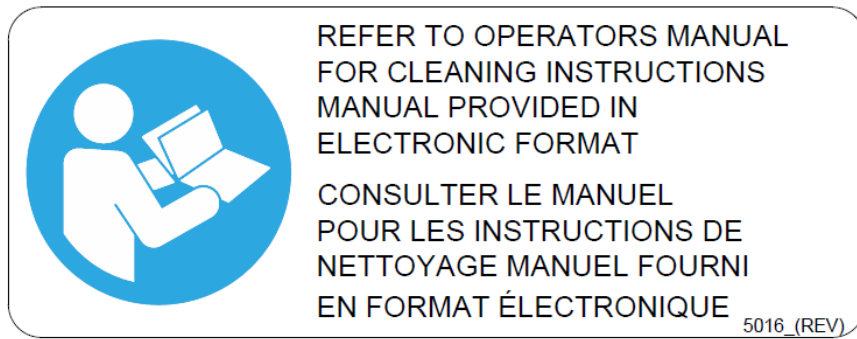 REFER TO OPERATORS MANUAL
FOR CLEANING INSTRUCTIONS
MANUAL PROVIDED IN
ELECTRONIC FORMAT
CONSULTER LE MANUEL
POUR LES INSTRUCTIONS DE
NETTOYAGE MANUEL FOURNI
EN FORMAT ÉLECTRONIQUE
5016_(REV)